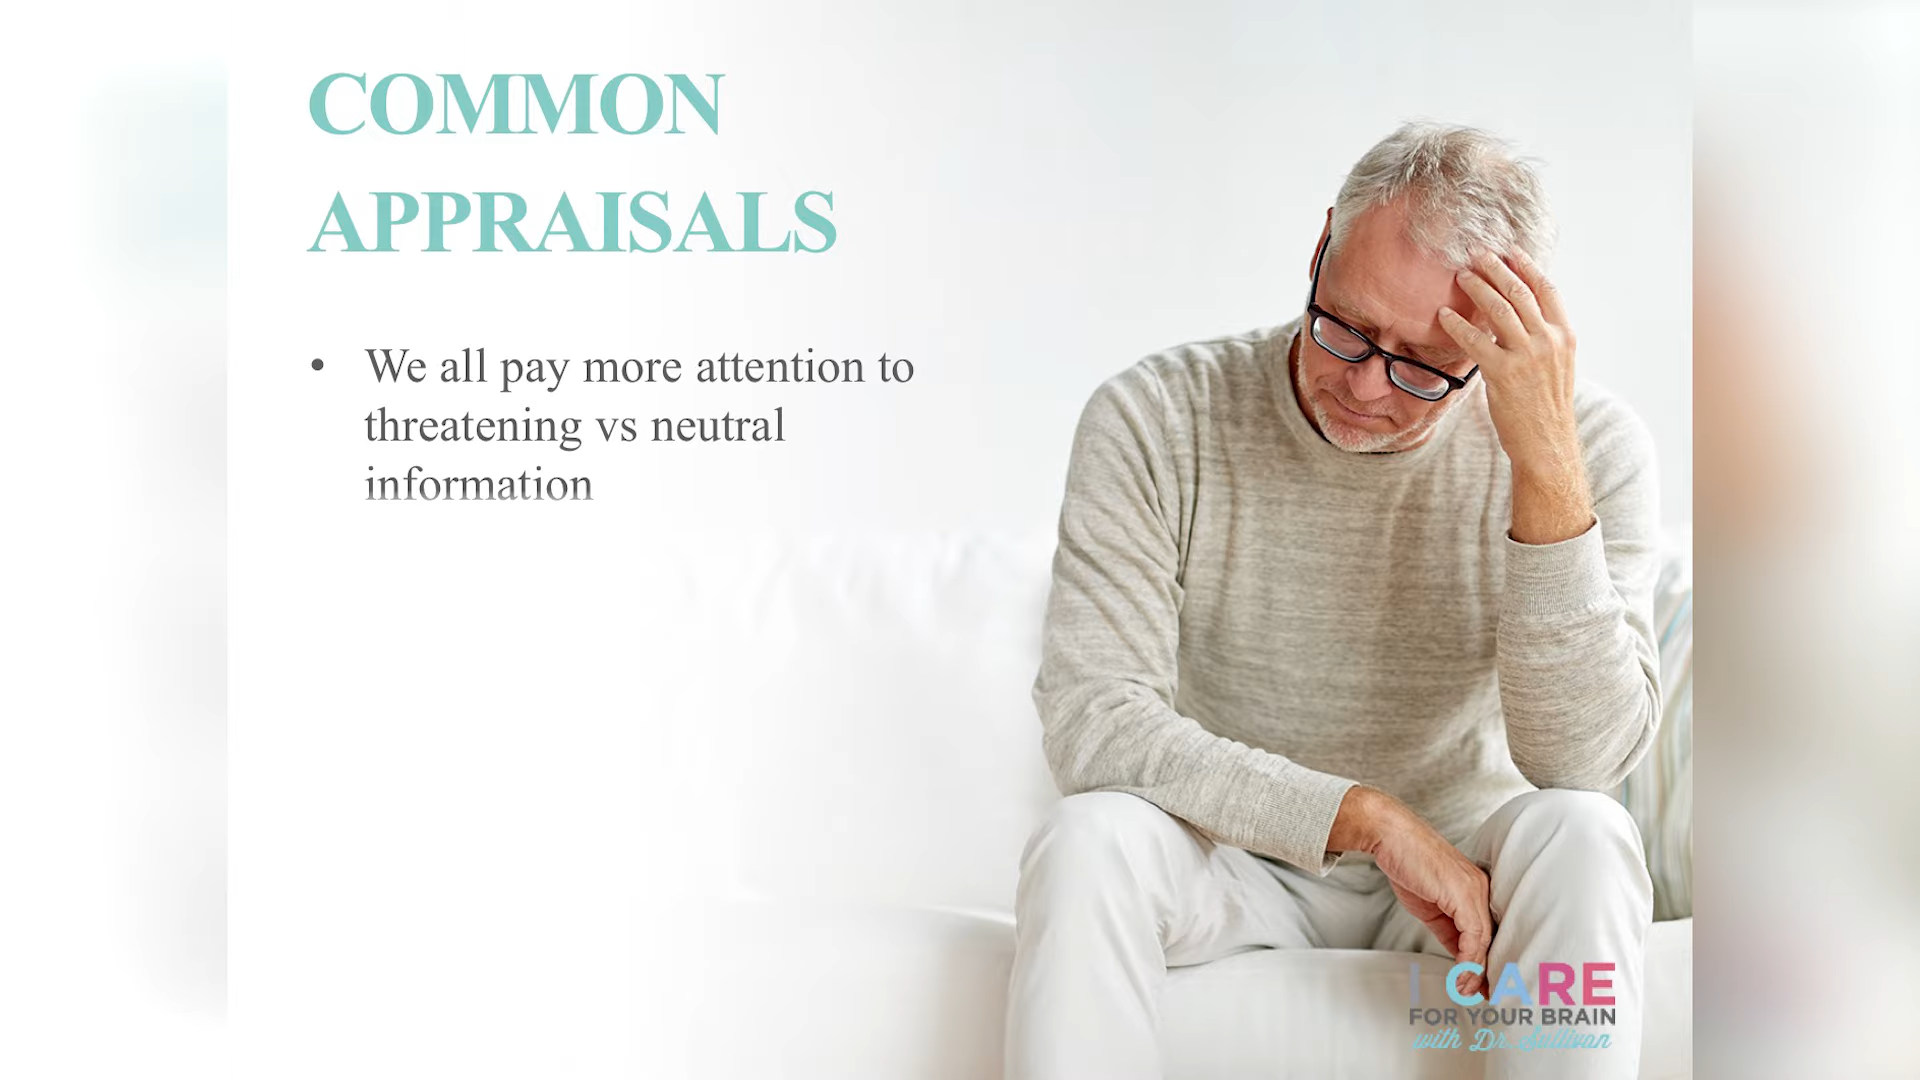 COMMON
APPRAISALS
• We all pay more attention to
threatening vs neutral
information
I CARE
FOR YOUR BRAIN
with Dr. Sullivan